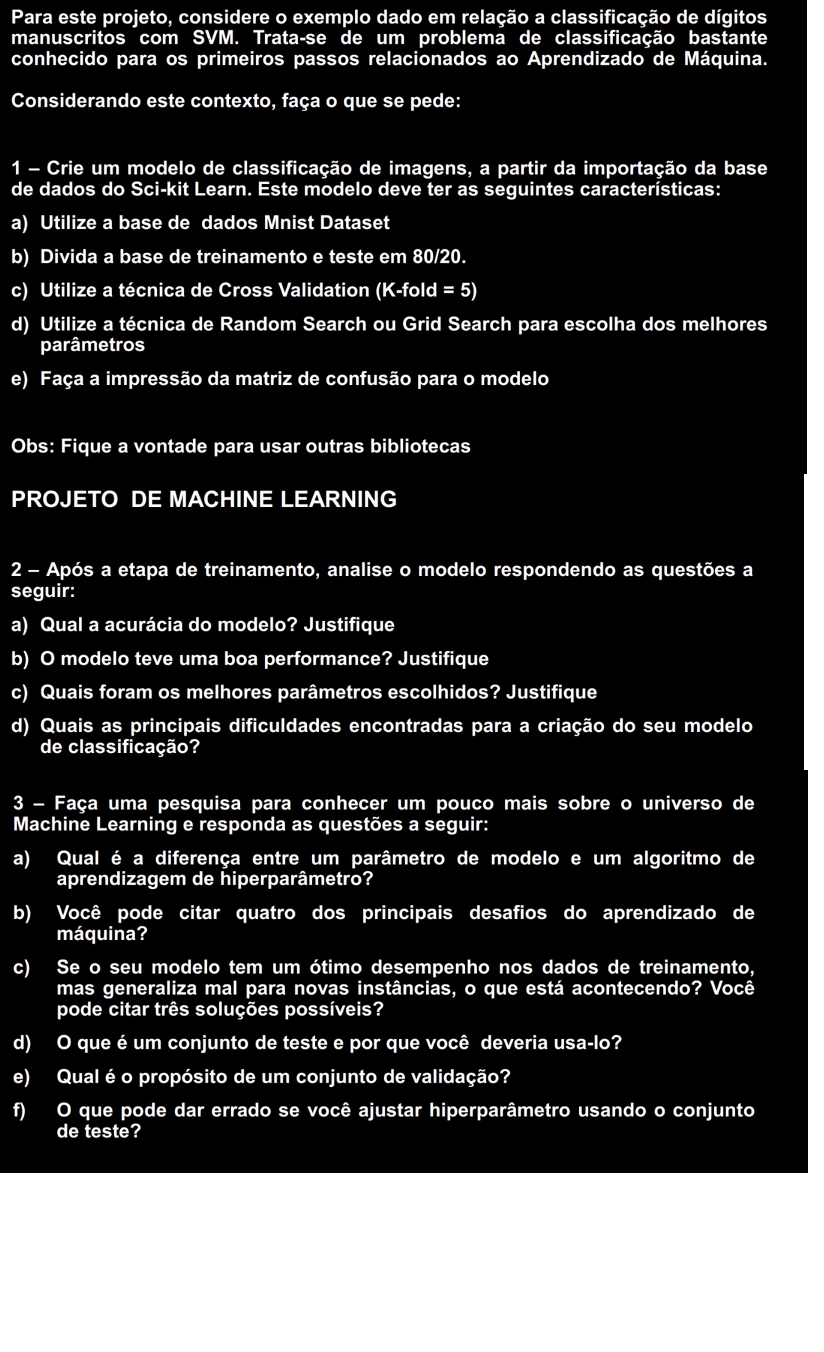 Para este projeto, considere o exemplo dado em relação a classificação de dígitos
manuscritos com SVM. Trata-se de um problema de classificação bastante
conhecido para os primeiros passos relacionados ao Aprendizado de Máquina.
Considerando este contexto, faça o que se pede:
1 – Crie um modelo de classificação de imagens, a partir da importação da base
de dados do Sci-kit Learn. Este modelo deve ter as seguintes características:
a) Utilize a base de dados Mnist Dataset
b) Divida a base de treinamento e teste em 80/20.
c) Utilize a técnica de Cross Validation (K-fold = 5)
d) Utilize a técnica de Random Search ou Grid Search para escolha dos melhores
parâmetros
e) Faça a impressão da matriz de confusão para o modelo
Obs: Fique a vontade para usar outras bibliotecas
PROJETO DE MACHINE LEARNING
2 – Após a etapa de treinamento, analise o modelo respondendo as questões a
seguir:
a) Qual a acurácia do modelo? Justifique
b) O modelo teve uma boa performance? Justifique
c) Quais foram os melhores parâmetros escolhidos? Justifique
d) Quais as principais dificuldades encontradas para a criação do seu modelo
de classificação?
3 – Faça uma pesquisa para conhecer um pouco mais sobre o universo de
Machine Learning e responda as questões a seguir:
a) Qual é a diferença entre um parâmetro de modelo e um algoritmo de
aprendizagem de hiperparâmetro?
b) Você pode citar quatro dos principais desafios do aprendizado de
máquina?
c) Se o seu modelo tem um ótimo desempenho nos dados de treinamento,
mas generaliza mal para novas instâncias, o que está acontecendo? Você
pode citar três soluções possíveis?
d) O que é um conjunto de teste e por que você deveria usa-lo?
e) Qual é o propósito de um conjunto de validação?
f) O que pode dar errado se você ajustar hiperparâmetro usando o conjunto
de teste?